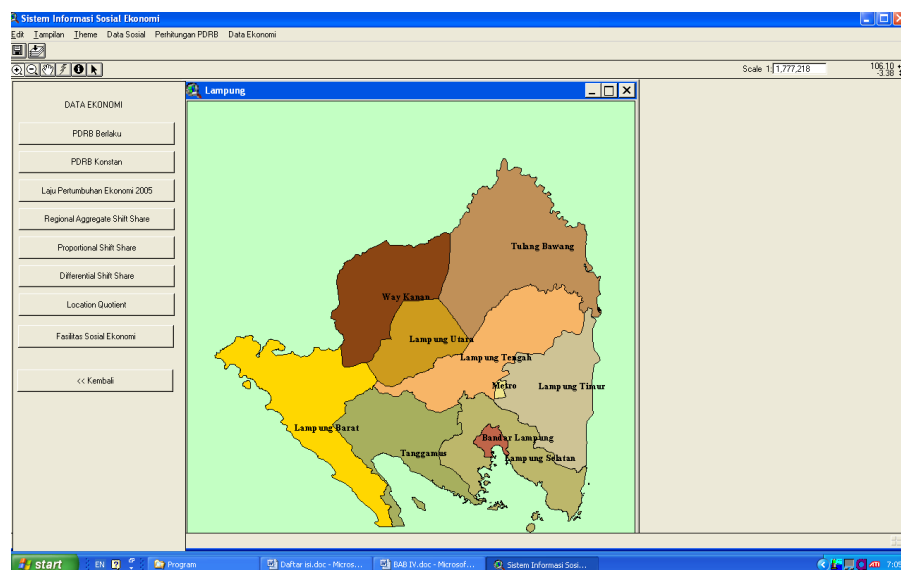 Sistem Informasi Sosial Ekonomi
Edit Tampilan Theme Data Sosial Perhitungan PDRB Data Ekonomi
Scale 1: 1,777,218
106.10
-3.38
DATA EKONOMI
PDRB Berlaku
PDRB Konstan
Laju Pertumbuhan Ekonomi 2005
Regional Aggregate Shift Share
Proportional Shift Share
Differential Shift Share
Location Quotient
Fasilitas Sosial Ekonomi
<< Kembali
Lampung
Tulang Bawang
Way Kanan
Lampung Utara
Lampung Tengah
Metro
Lampung Timur
Lampung Barat
Bandar Lampung
Tanggamus
Lampung Selatan
start
EN
Program
Daftar isi.doc - Micros...
BAB IV.doc - Microsof...
Sistem Informasi Sosi...
7:05